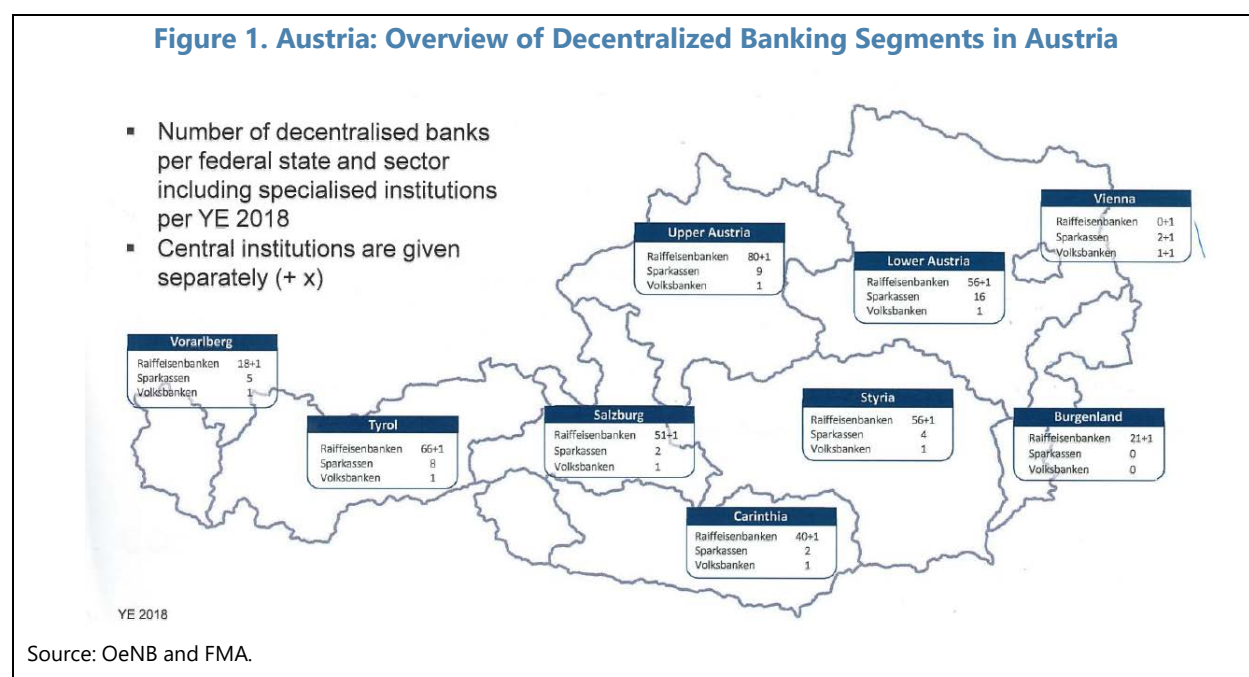 Figure 1. Austria: Overview of Decentralized Banking Segments in Austria
▪ Number of decentralised banks
per federal state and sector
including specialised institutions
per YE 2018
▪ Central institutions are given
separately (+ x)
Vienna
Raiffeisenbanken 0+1
Sparkassen 2+1
Volksbanken 1+1
Upper Austria
Raiffeisenbanken 80+1
Sparkassen 9
Volksbanken 1
Lower Austria
Raiffeisenbanken 56+1
Sparkassen 16
Volksbanken 1
Vorarlberg
Raiffeisenbanken 18+1
Sparkassen 5
Volksbanken 1
Tyrol
Raiffeisenbanken 66+1
Sparkassen 8
Volksbanken 1
Salzburg
Raiffeisenbanken 51+1
Sparkassen 2
Volksbanken 1
Styria
Raiffeisenbanken 56+1
Sparkassen 4
Volksbanken 1
Burgenland
Raiffeisenbanken 21+1
Sparkassen 0
Volksbanken 0
Carinthia
Raiffeisenbanken 40+1
Sparkassen 2
Volksbanken 1
YE 2018
Source: OeNB and FMA.